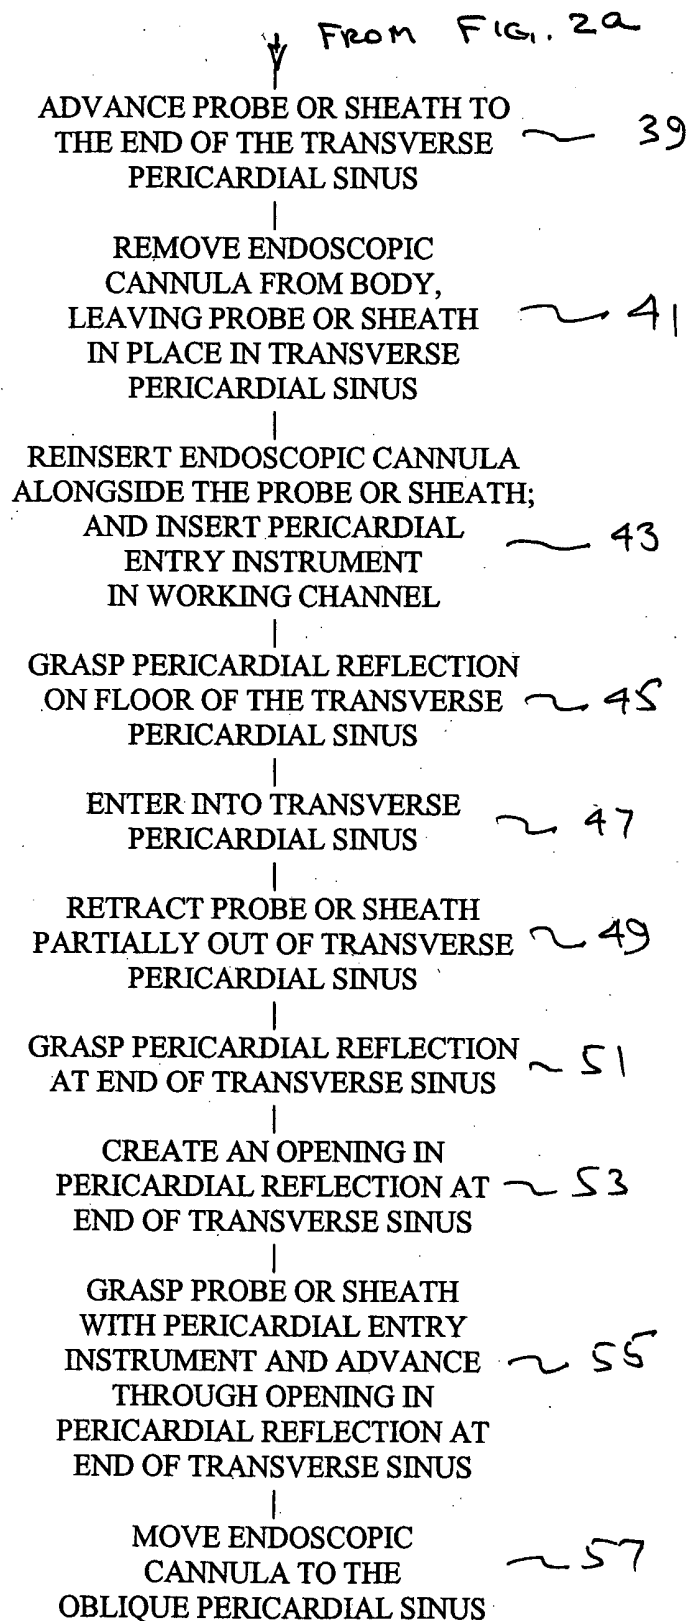 FROM FIG. 2a
ADVANCE PROBE OR SHEATH TO
THE END OF THE TRANSVERSE 39
PERICARDIAL SINUS
REMOVE ENDOSCOPIC
CANNULA FROM BODY,
LEAVING PROBE OR SHEATH 41
IN PLACE IN TRANSVERSE
PERICARDIAL SINUS
REINSERT ENDOSCOPIC CANNULA
ALONGSIDE THE PROBE OR SHEATH;
AND INSERT PERICARDIAL 43
ENTRY INSTRUMENT
IN WORKING CHANNEL
GRASP PERICARDIAL REFLECTION
ON FLOOR OF THE TRANSVERSE 45
PERICARDIAL SINUS
ENTER INTO TRANSVERSE 47
PERICARDIAL SINUS
RETRACT PROBE OR SHEATH
PARTIALLY OUT OF TRANSVERSE 49
PERICARDIAL SINUS
GRASP PERICARDIAL REFLECTION 51
AT END OF TRANSVERSE SINUS
CREATE AN OPENING IN
PERICARDIAL REFLECTION AT 53
END OF TRANSVERSE SINUS
GRASP PROBE OR SHEATH
WITH PERICARDIAL ENTRY
INSTRUMENT AND ADVANCE 55
THROUGH OPENING IN
PERICARDIAL REFLECTION AT
END OF TRANSVERSE SINUS
MOVE ENDOSCOPIC
CANNULA TO THE 57
OBLIQUE PERICARDIAL SINUS